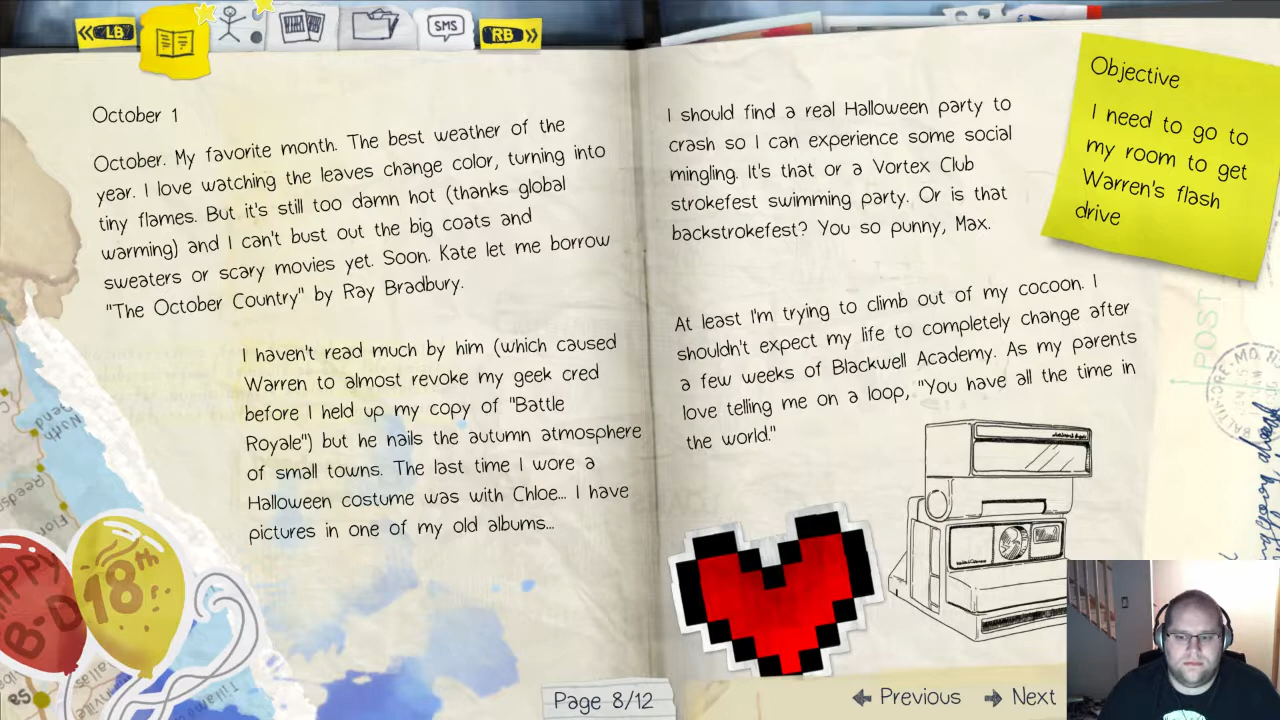 LB
SMS
RB
October 1
October. My favorite month. The best weather of the
year. I love watching the leaves change color, turning into
tiny flames. But it's still too damn hot (thanks global
warming) and I can't bust out the big coats and
sweaters or scary movies yet. Soon. Kate let me borrow
"The October Country" by Ray Bradbury.
I haven't read much by him (which caused
Warren to almost revoke my geek cred
before I held up my copy of "Battle
Royale") but he nails the autumn atmosphere
of small towns. The last time I wore a
Halloween costume was with Chloe... I have
pictures in one of my old albums...
18th
B-D
North
Bend
Reedsp
Tillam
Page 8/12
I should find a real Halloween party to
crash so I can experience some social
mingling. It's that or a Vortex Club
strokefest swimming party. Or is that
backstrokefest? You so punny, Max.
At least I'm trying to climb out of my cocoon. I
shouldn't expect my life to completely change after
a few weeks of Blackwell Academy. As my parents
love telling me on a loop, "You have all the time in
the world."
Previous
Next
Objective
I need to go to
my room to get
Warren's flash
drive
POST